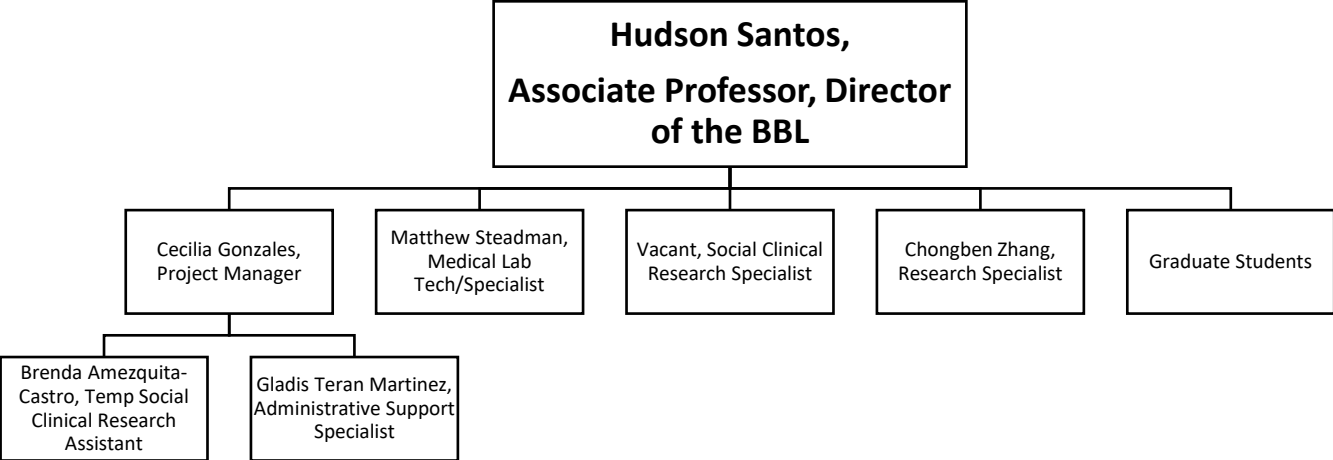 Hudson Santos,
Associate Professor, Director
of the BBL
Cecilia Gonzales,
Project Manager
Matthew Steadman,
Medical Lab
Tech/Specialist
Vacant, Social Clinical
Research Specialist
Chongben Zhang,
Research Specialist
Graduate Students
Brenda Amezquita-
Castro, Temp Social
Clinical Research
Assistant
Gladis Teran Martinez,
Administrative Support
Specialist